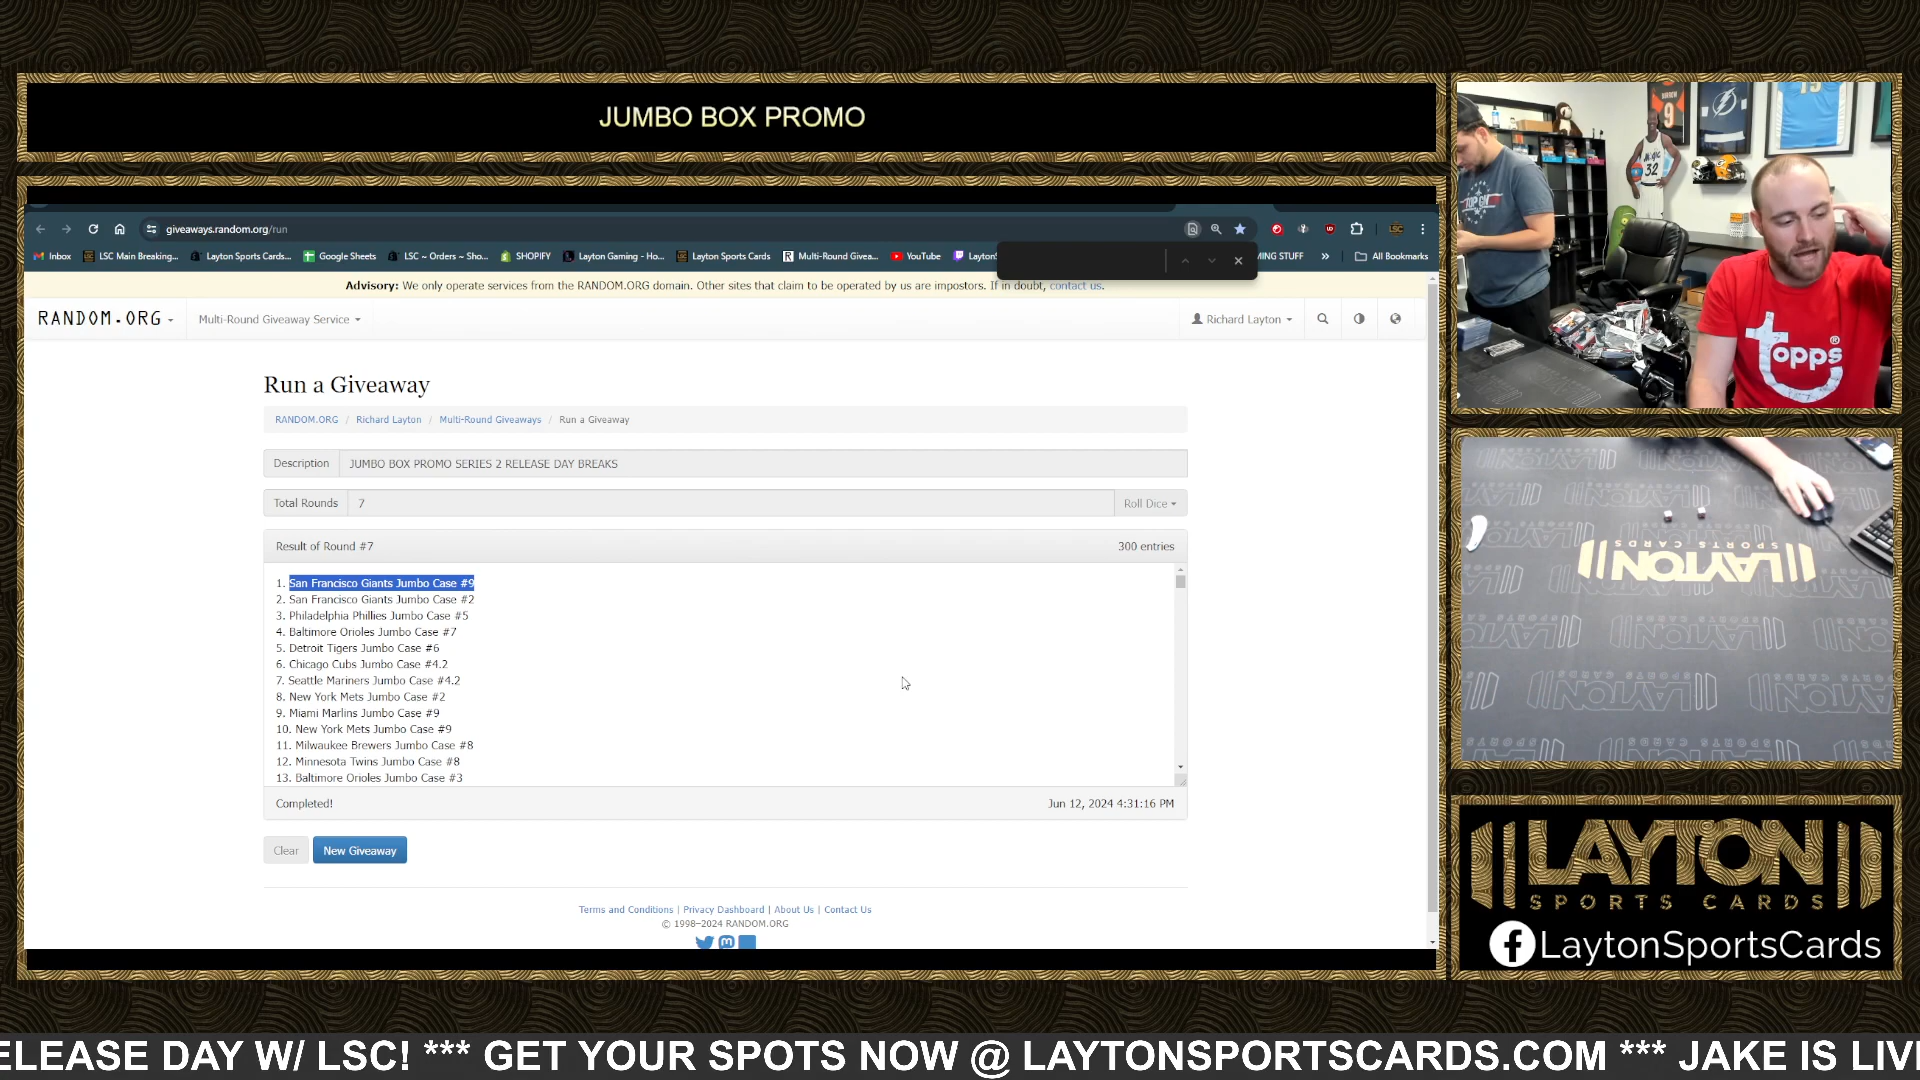 JUMBO BOX PROMO
giveaways.random.org/run
Inbox LSC Main Breaking... Layton Sports Cards... Google Sheets LSC ~ Orders ~ Sho... SHOPIFY Layton Gaming - Ho... Layton Sports Cards Multi-Round Givea... YouTube Layton MING STUFF » All Bookmarks
Advisory: We only operate services from the RANDOM.ORG domain. Other sites that claim to be operated by us are impostors. If in doubt, contact us.
RANDOM.ORG Multi-Round Giveaway Service Richard Layton
Run a Giveaway
RANDOM.ORG / Richard Layton / Multi-Round Giveaways / Run a Giveaway
Description JUMBO BOX PROMO SERIES 2 RELEASE DAY BREAKS
Total Rounds 7 Roll Dice
Result of Round #7 300 entries
1. San Francisco Giants Jumbo Case #9
2. San Francisco Giants Jumbo Case #2
3. Philadelphia Phillies Jumbo Case #5
4. Baltimore Orioles Jumbo Case #7
5. Detroit Tigers Jumbo Case #6
6. Chicago Cubs Jumbo Case #4.2
7. Seattle Mariners Jumbo Case #4.2
8. New York Mets Jumbo Case #2
9. Miami Marlins Jumbo Case #9
10. New York Mets Jumbo Case #9
11. Milwaukee Brewers Jumbo Case #8
12. Minnesota Twins Jumbo Case #8
13. Baltimore Orioles Jumbo Case #3
Completed! Jun 12, 2024 4:31:16 PM
Clear New Giveaway
Terms and Conditions | Privacy Dashboard | About Us | Contact Us
© 1998–2024 RANDOM.ORG
9
Magic
32
TOP GUN
topps®
LAYTON
SPORTS CARDS
LAYTON
SPORTS CARDS
LaytonSportsCards
ELEASE DAY W/ LSC! *** GET YOUR SPOTS NOW @ LAYTONSPORTSCARDS.COM *** JAKE IS LIV